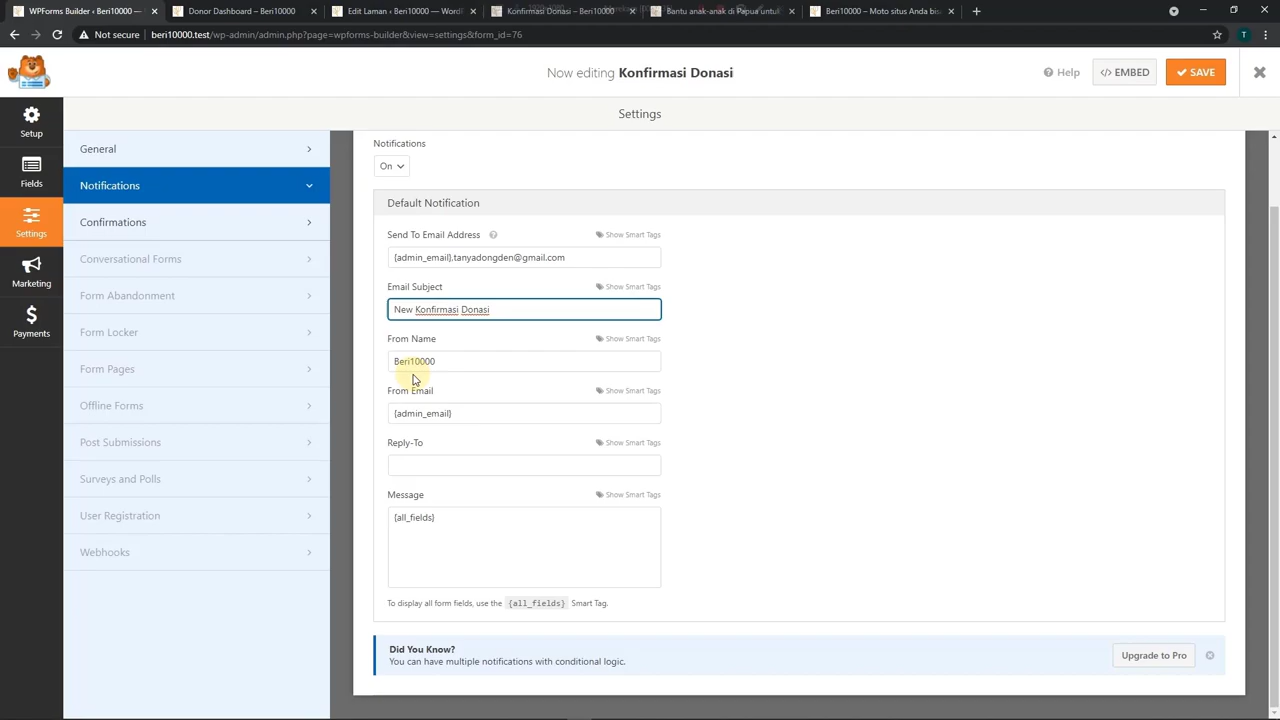 WPForms Builder ‹ Beri10000 —
Donor Dashboard – Beri10000
Edit Laman ‹ Beri10000 — Word
Konfirmasi Donasi – Beri10000
Bantu anak-anak di Papua untuk
Beri10000 – Moto situs Anda bis
Not secure
beri10000.test/wp-admin/admin.php?page=wpforms-builder&view=settings&form_id=76
T
Now editing Konfirmasi Donasi
Help
</> EMBED
SAVE
Settings
Setup
Fields
Settings
Marketing
Payments
General
Notifications
Confirmations
Conversational Forms
Form Abandonment
Form Locker
Form Pages
Offline Forms
Post Submissions
Surveys and Polls
User Registration
Webhooks
Notifications
On
Default Notification
Send To Email Address
Show Smart Tags
{admin_email},tanyadongden@gmail.com
Email Subject
Show Smart Tags
New Konfirmasi Donasi
From Name
Show Smart Tags
Beri10000
From Email
Show Smart Tags
{admin_email}
Reply-To
Show Smart Tags
Message
Show Smart Tags
{all_fields}
To display all form fields, use the {all_fields} Smart Tag.
Did You Know?
You can have multiple notifications with conditional logic.
Upgrade to Pro